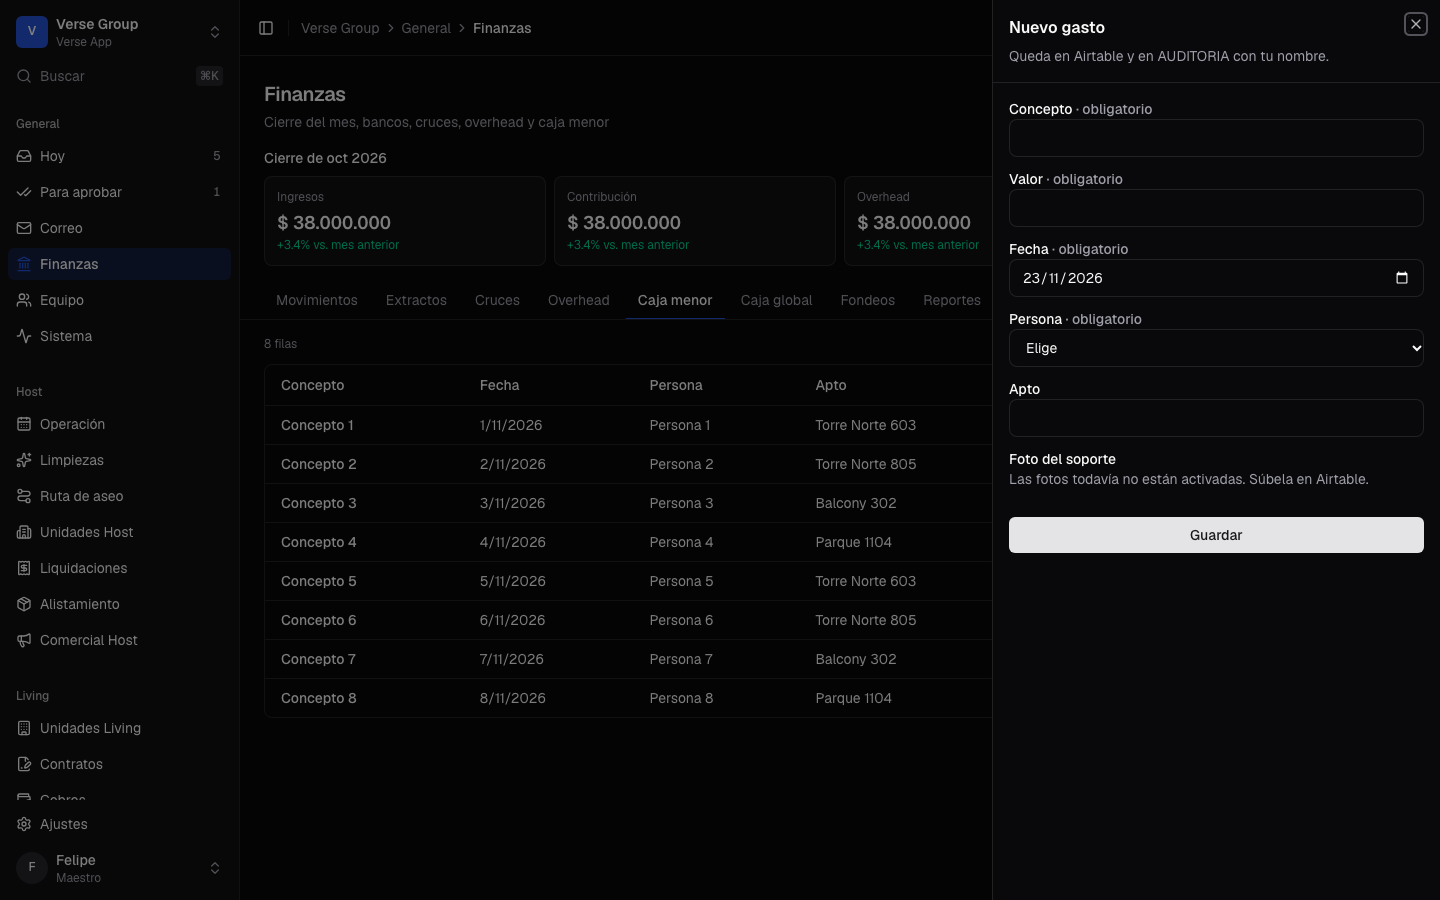 Verse Group
Verse App
Buscar
⌘K
General
Hoy
5
Para aprobar
1
Correo
Finanzas
Equipo
Sistema
Host
Operación
Limpiezas
Ruta de aseo
Unidades Host
Liquidaciones
Alistamiento
Comercial Host
Living
Unidades Living
Contratos
Cobros
Ajustes
F
Felipe
Maestro
V
Verse Group > General > Finanzas
Finanzas
Cierre del mes, bancos, cruces, overhead y caja menor
Cierre de oct 2026
Ingresos
$ 38.000.000
+3.4% vs. mes anterior
Contribución
$ 38.000.000
+3.4% vs. mes anterior
Overhead
$ 38.000.000
+3.4% vs. mes anterior
Movimientos Extractos Cruces Overhead Caja menor Caja global Fondeos Reportes
8 filas
Concepto Fecha Persona Apto
Concepto 1 1/11/2026 Persona 1 Torre Norte 603
Concepto 2 2/11/2026 Persona 2 Torre Norte 805
Concepto 3 3/11/2026 Persona 3 Balcony 302
Concepto 4 4/11/2026 Persona 4 Parque 1104
Concepto 5 5/11/2026 Persona 5 Torre Norte 603
Concepto 6 6/11/2026 Persona 6 Torre Norte 805
Concepto 7 7/11/2026 Persona 7 Balcony 302
Concepto 8 8/11/2026 Persona 8 Parque 1104
Nuevo gasto
Queda en Airtable y en AUDITORIA con tu nombre.
Concepto · obligatorio
Valor · obligatorio
Fecha · obligatorio
23/11/2026
Persona · obligatorio
Elige
Apto
Foto del soporte
Las fotos todavía no están activadas. Súbela en Airtable.
Guardar